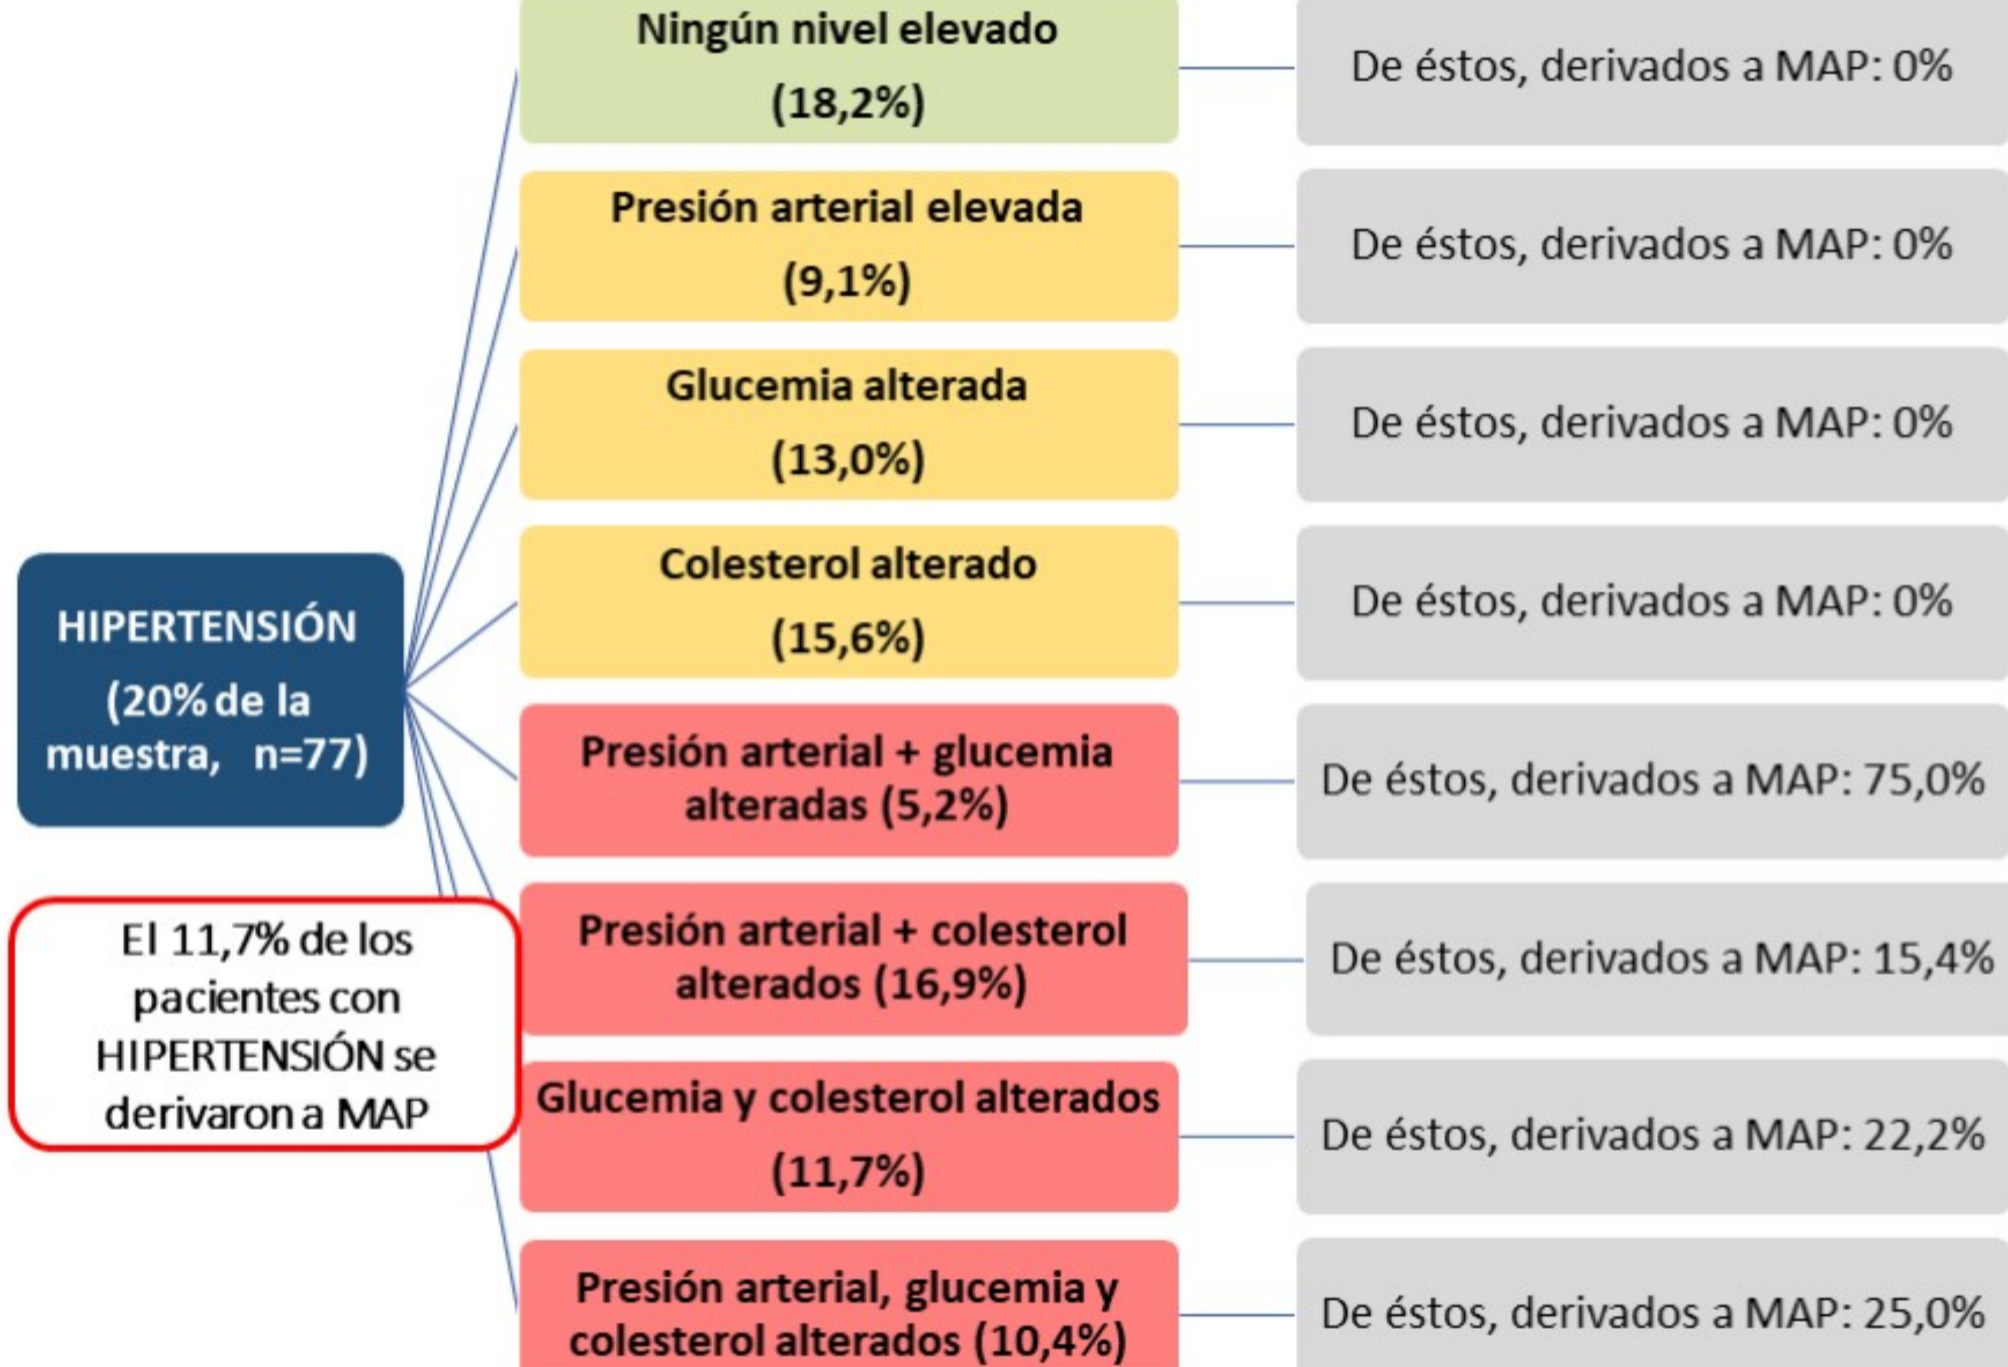 Ningún nivel elevado
(18,2%)
De éstos, derivados a MAP: 0%
Presión arterial elevada
(9,1%)
De éstos, derivados a MAP: 0%
Glucemia alterada
(13,0%)
De éstos, derivados a MAP: 0%
Colesterol alterado
(15,6%)
De éstos, derivados a MAP: 0%
HIPERTENSIÓN
(20% de la
muestra, n=77)
Presión arterial + glucemia
alteradas (5,2%)
De éstos, derivados a MAP: 75,0%
El 11,7% de los
pacientes con
HIPERTENSIÓN se
derivaron a MAP
Presión arterial + colesterol
alterados (16,9%)
De éstos, derivados a MAP: 15,4%
Glucemia y colesterol alterados
(11,7%)
De éstos, derivados a MAP: 22,2%
Presión arterial, glucemia y
colesterol alterados (10,4%)
De éstos, derivados a MAP: 25,0%